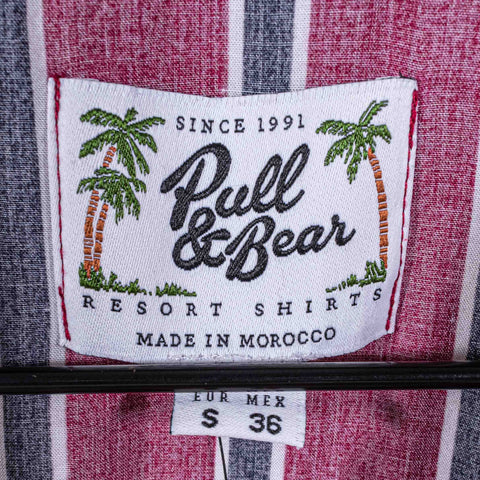 SINCE 1991
Pull
& Bear
RESORT SHIRTS
MADE IN MOROCCO
EUR MEX
S 36